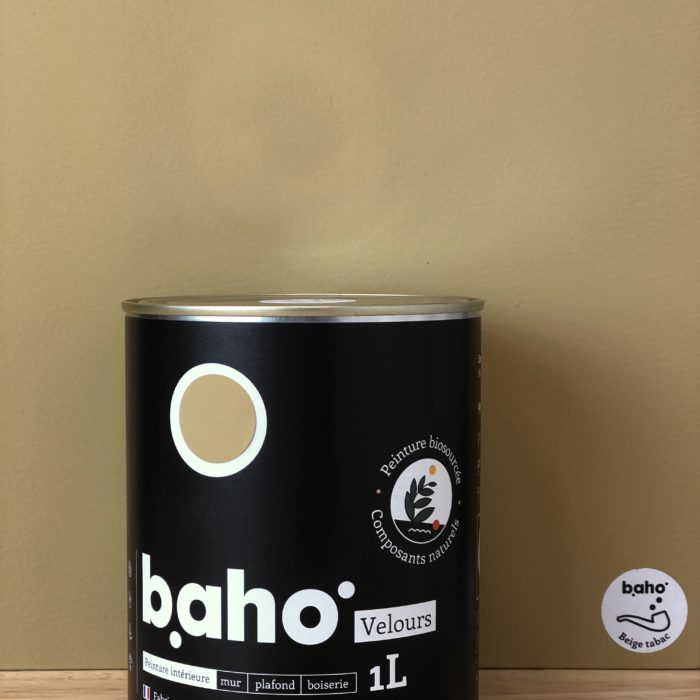 Peinture biosourcée
Composants naturels
baho
Velours
Peinture intérieure mur plafond boiserie
1L
baho
Beige tabac